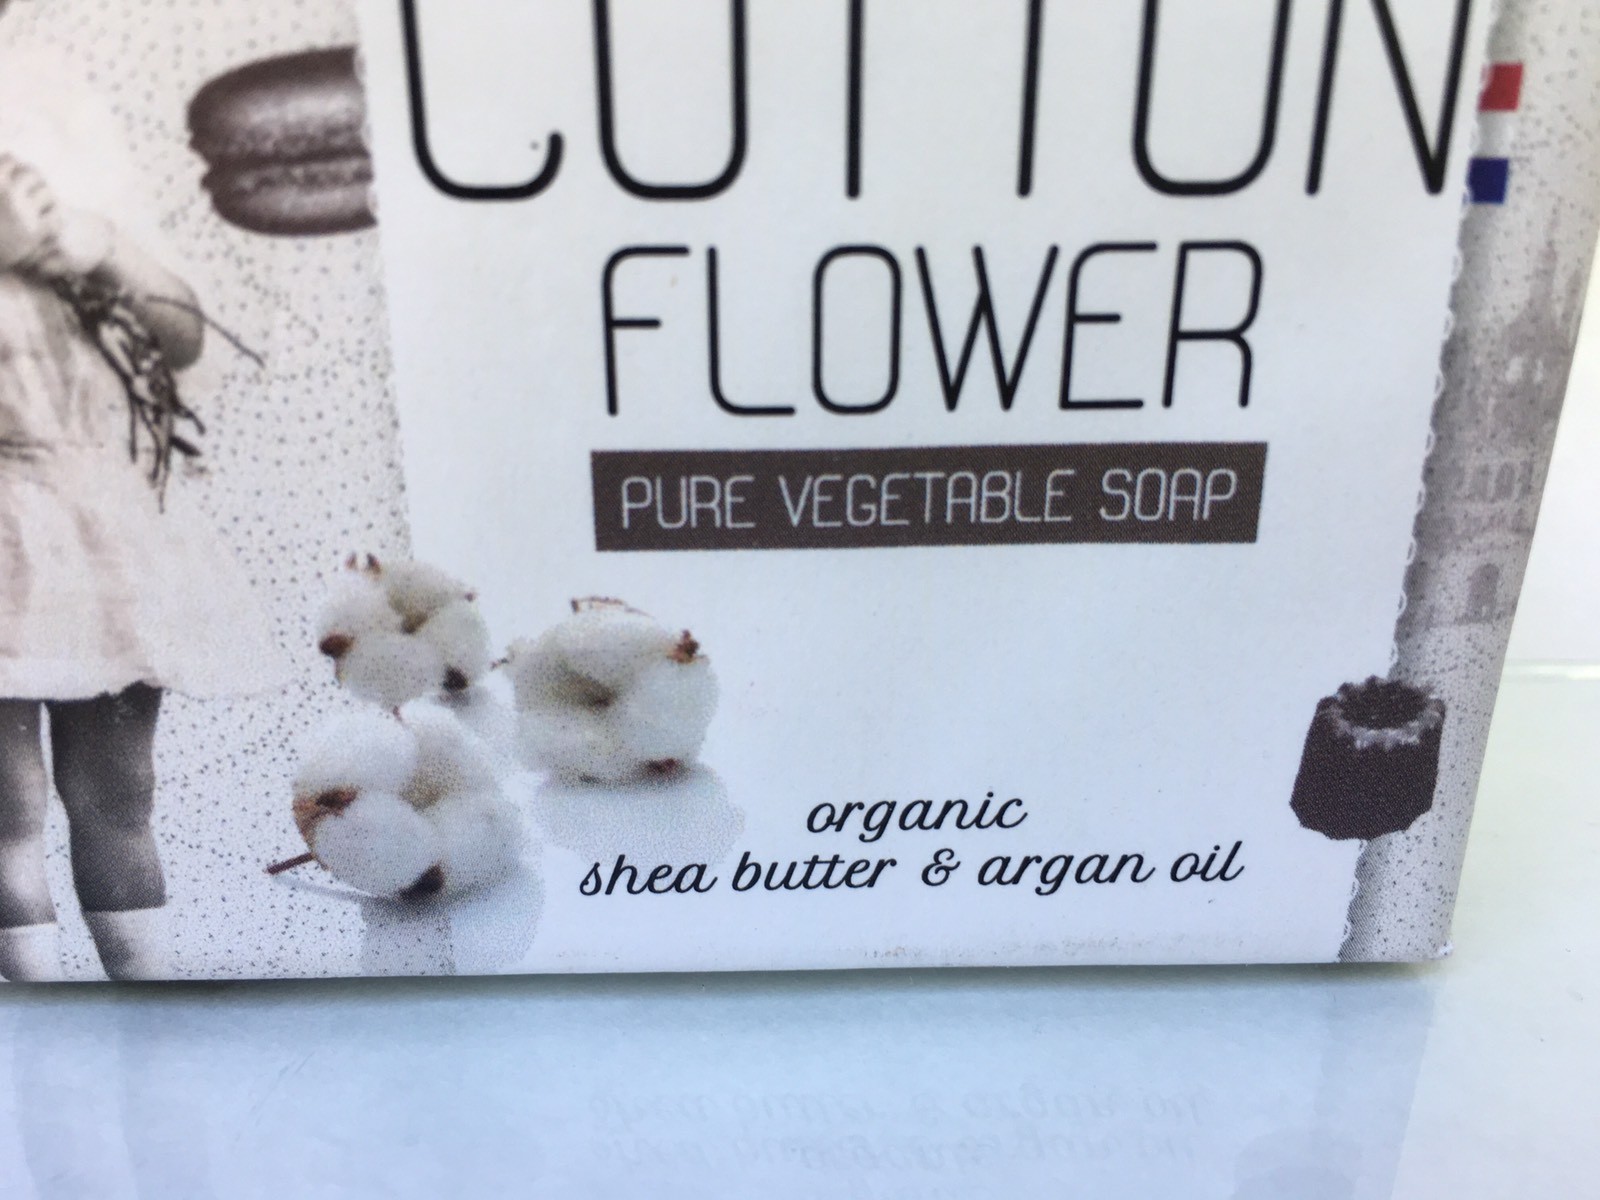 COTTON
FLOWER
PURE VEGETABLE SOAP
organic
shea butter & argan oil